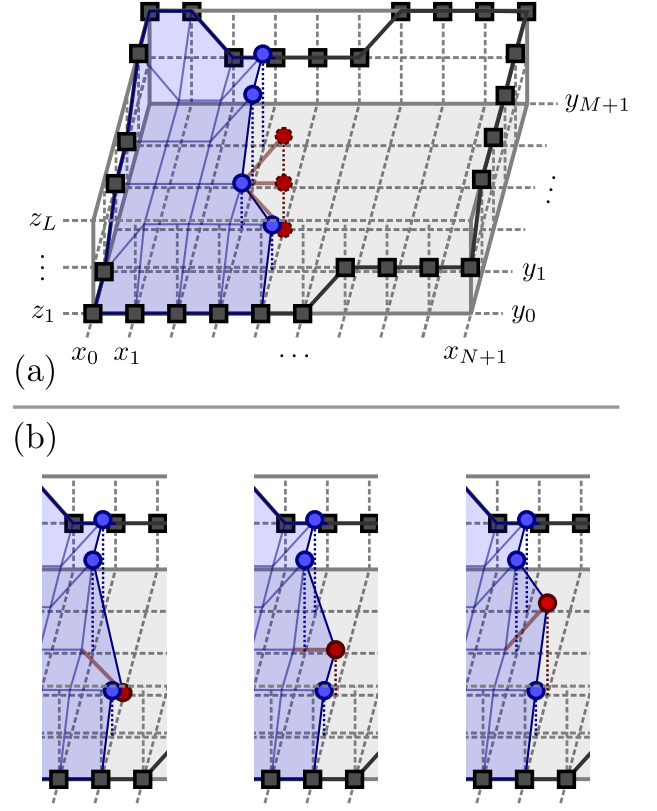 y_{M+1}
z_L
⋮
⋮
y_1
z_1
y_0
x_0 x_1 ... x_{N+1}
(a)
(b)